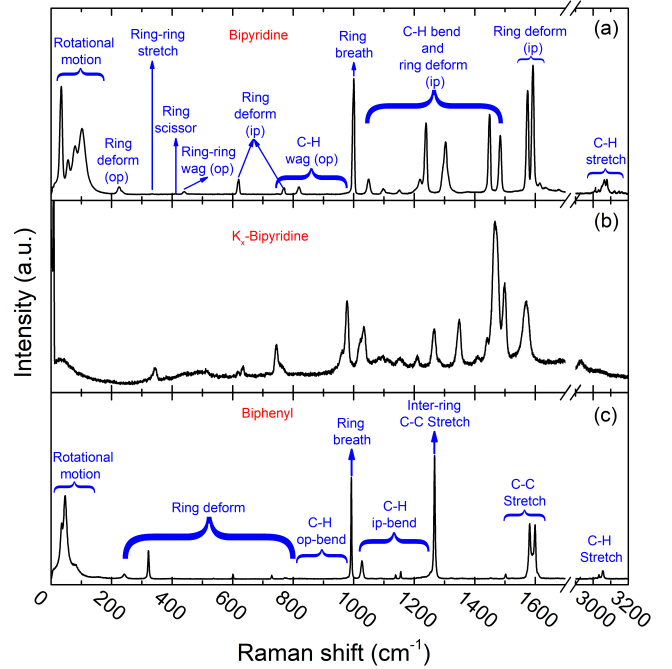 Intensity (a.u.)
(a)
Bipyridine
Rotational
motion
Ring-ring
stretch
Ring
scissor
Ring
deform
(op)
Ring-ring
wag (op)
Ring
deform
(ip)
C-H
wag (op)
Ring
breath
C-H bend
and
ring deform
(ip)
Ring deform
(ip)
C-H
stretch
(b)
Kx-Bipyridine
(c)
Biphenyl
Rotational
motion
Ring deform
C-H
op-bend
Ring
breath
C-H
ip-bend
Inter-ring
C-C Stretch
C-C
Stretch
C-H
Stretch
0 200 400 600 800 1000 1200 1400 1600 3000 3200
Raman shift (cm-1)